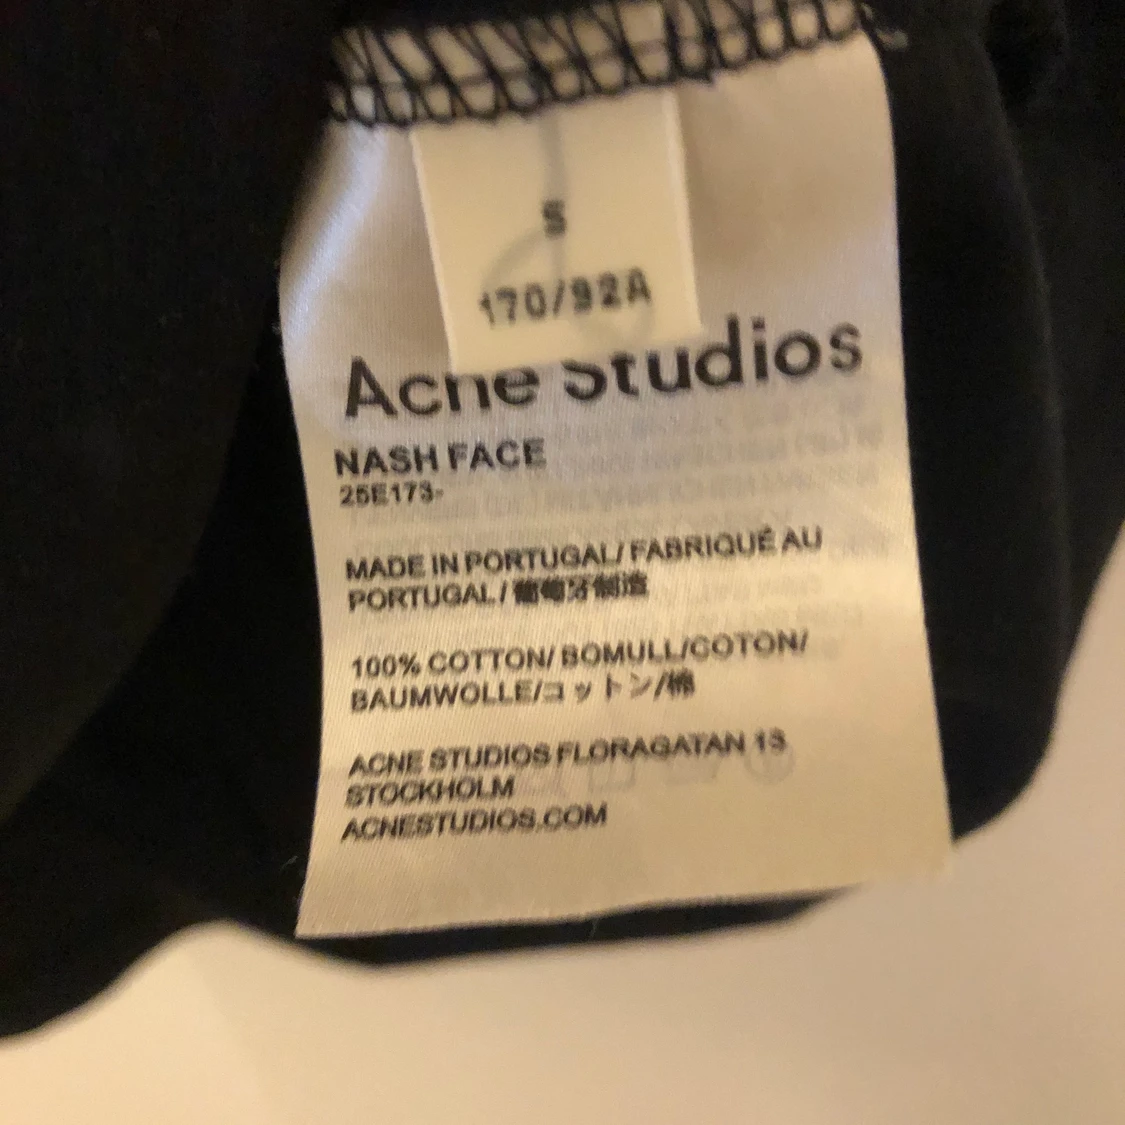 S
170/92A
Acne Studios
NASH FACE
25E173-
MADE IN PORTUGAL/FABRIQUÉ AU
PORTUGAL/葡萄牙制造
100% COTTON/BOMULL/COTON/
BAUMWOLLE/コットン/棉
ACNE STUDIOS FLORAGATAN 13
STOCKHOLM
ACNESTUDIOS.COM